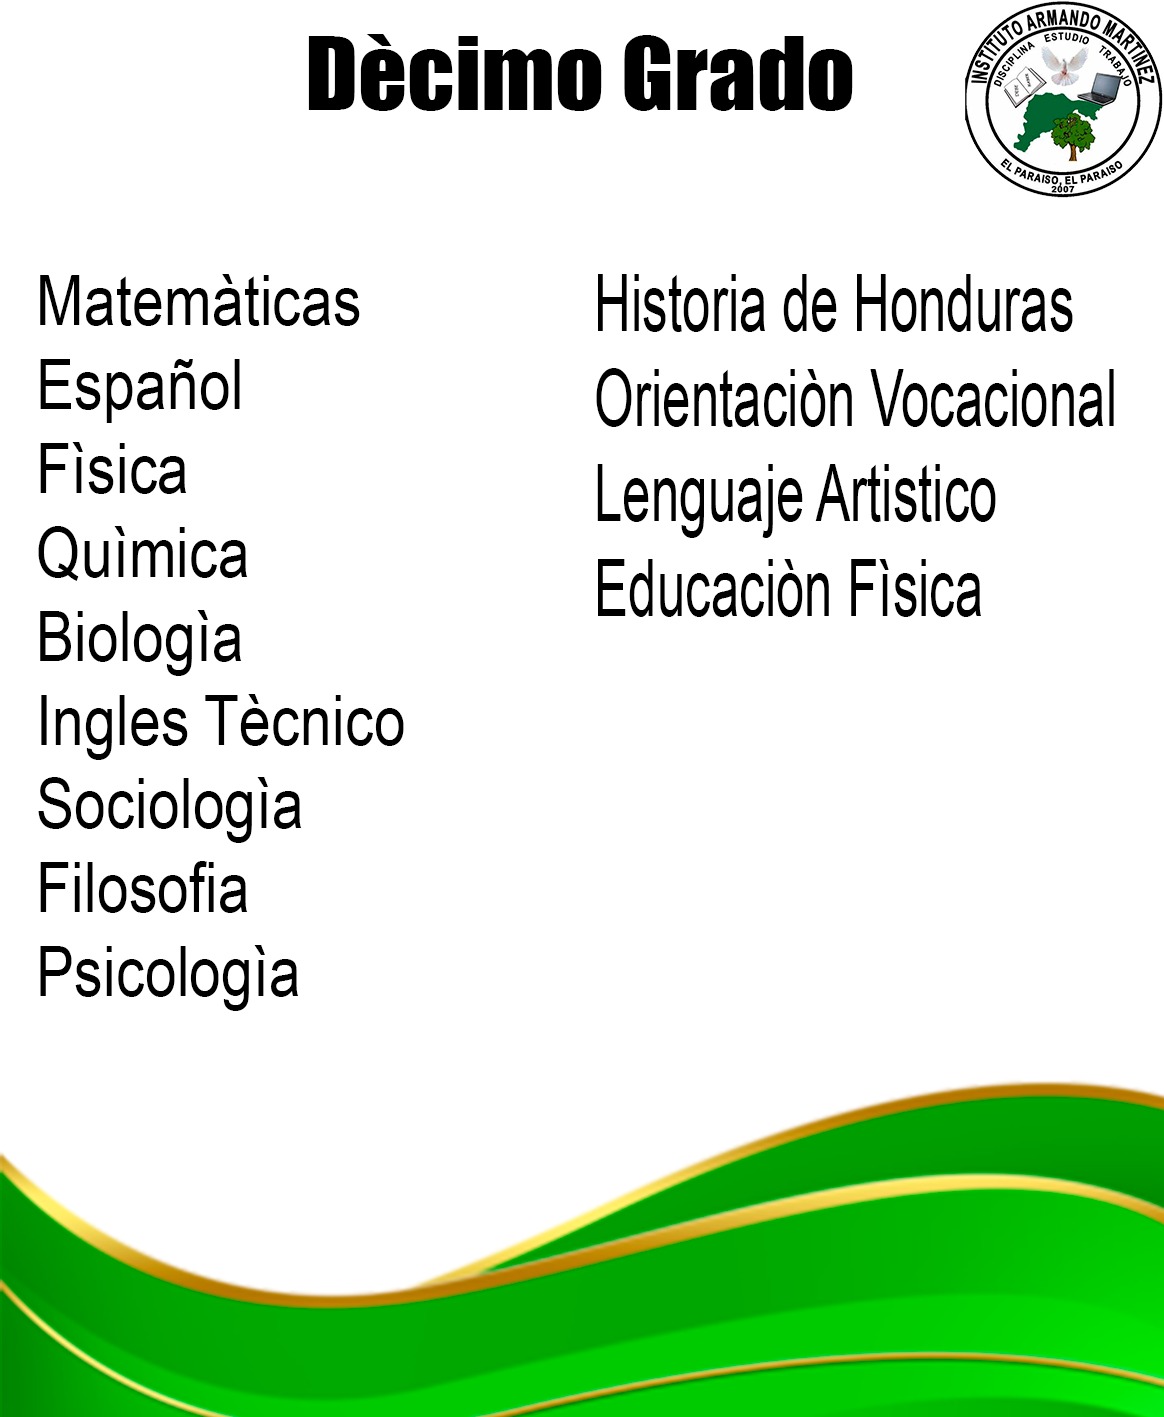 Dècimo Grado
INSTITUTO ARMANDO MARTINEZ
DISCIPLINA ESTUDIO TRABAJO
EL PARAISO, EL PARAISO
2007
Matemàticas
Español
Fìsica
Quìmica
Biologìa
Ingles Tècnico
Sociologìa
Filosofia
Psicologìa
Historia de Honduras
Orientaciòn Vocacional
Lenguaje Artistico
Educaciòn Fìsica